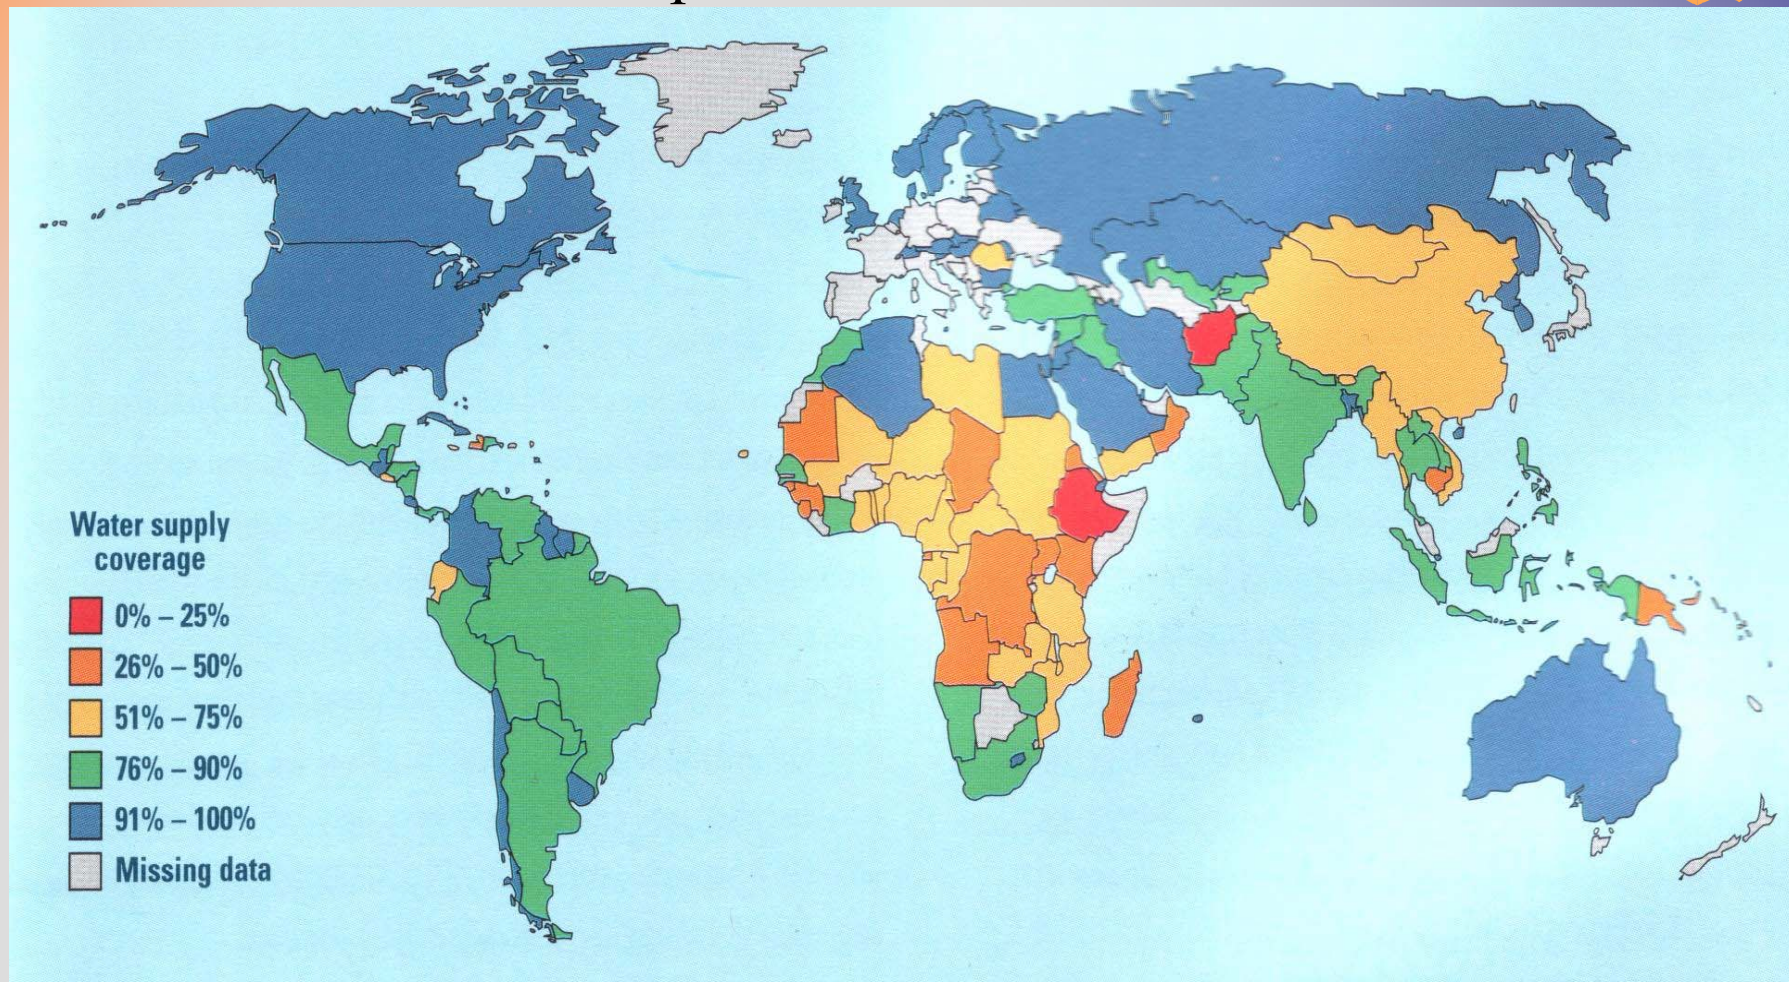 Water supply
coverage
0% – 25%
26% – 50%
51% – 75%
76% – 90%
91% – 100%
Missing data